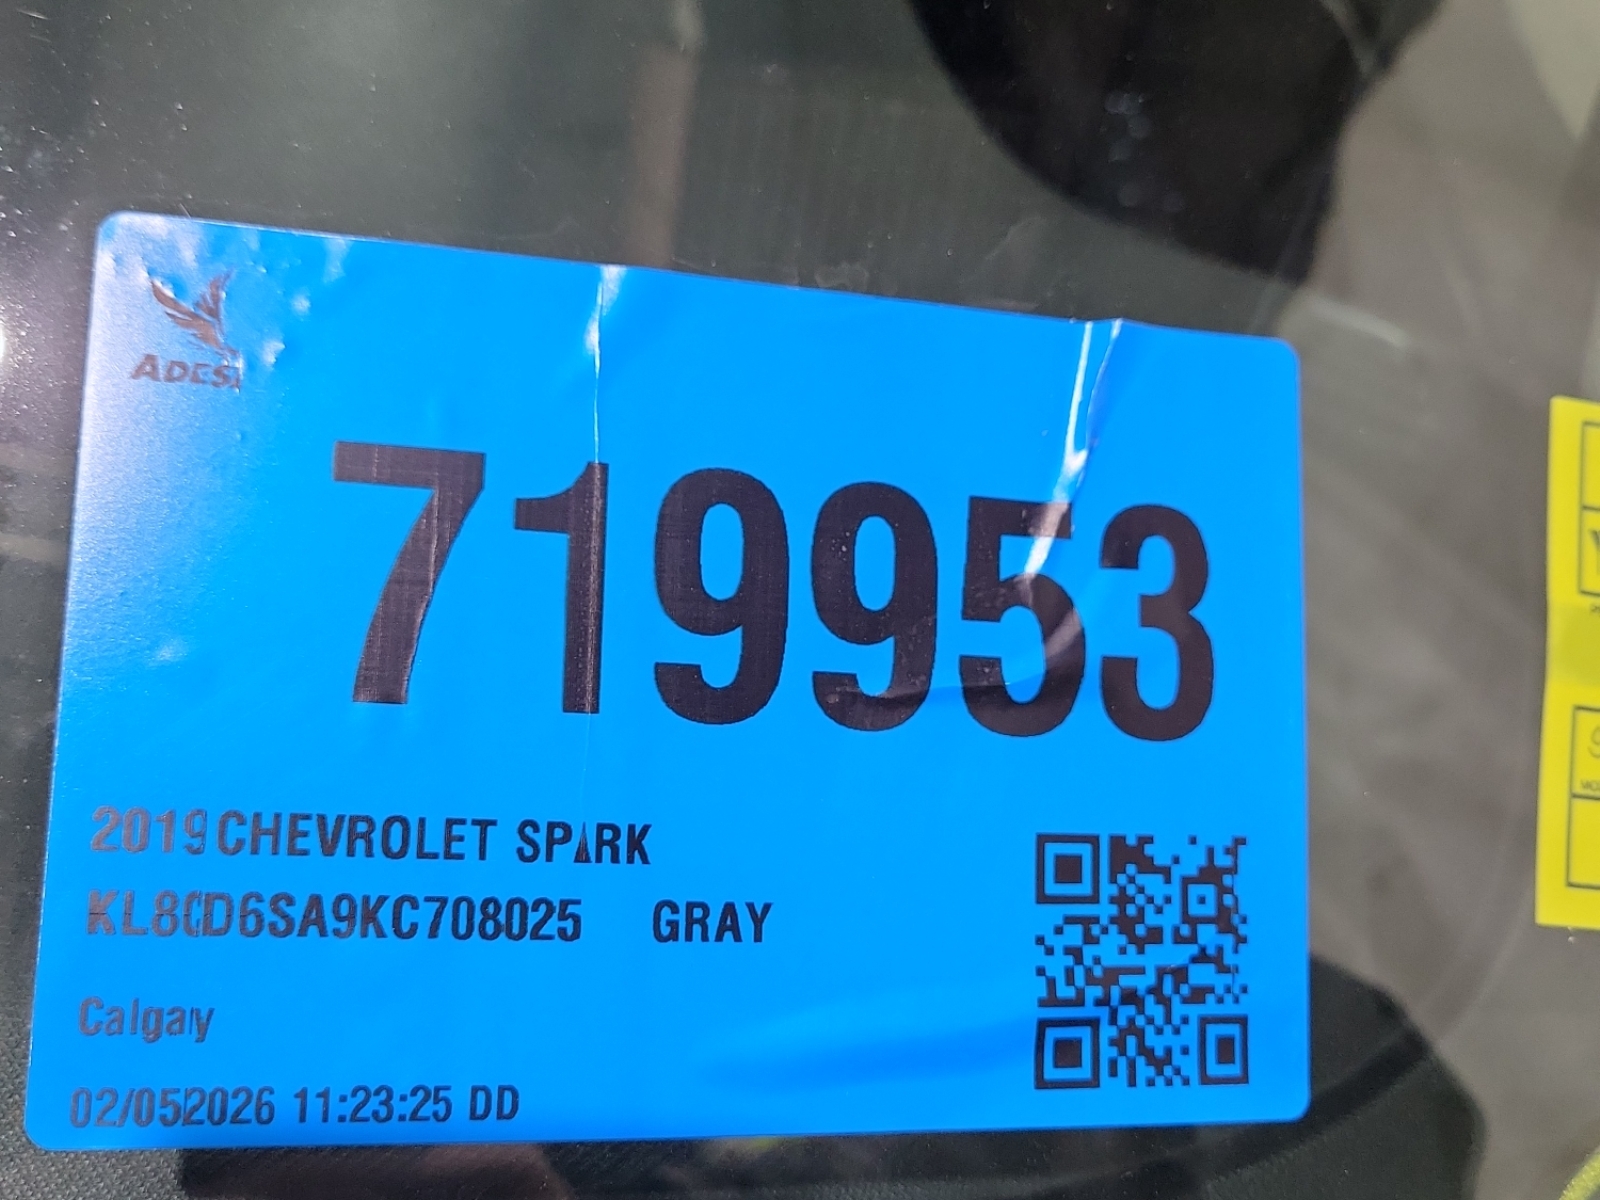 ADESA
719953
2019 CHEVROLET SPARK
KL8CD6SA9KC708025 GRAY
Calgary
02/05/2026 11:23:25 DD